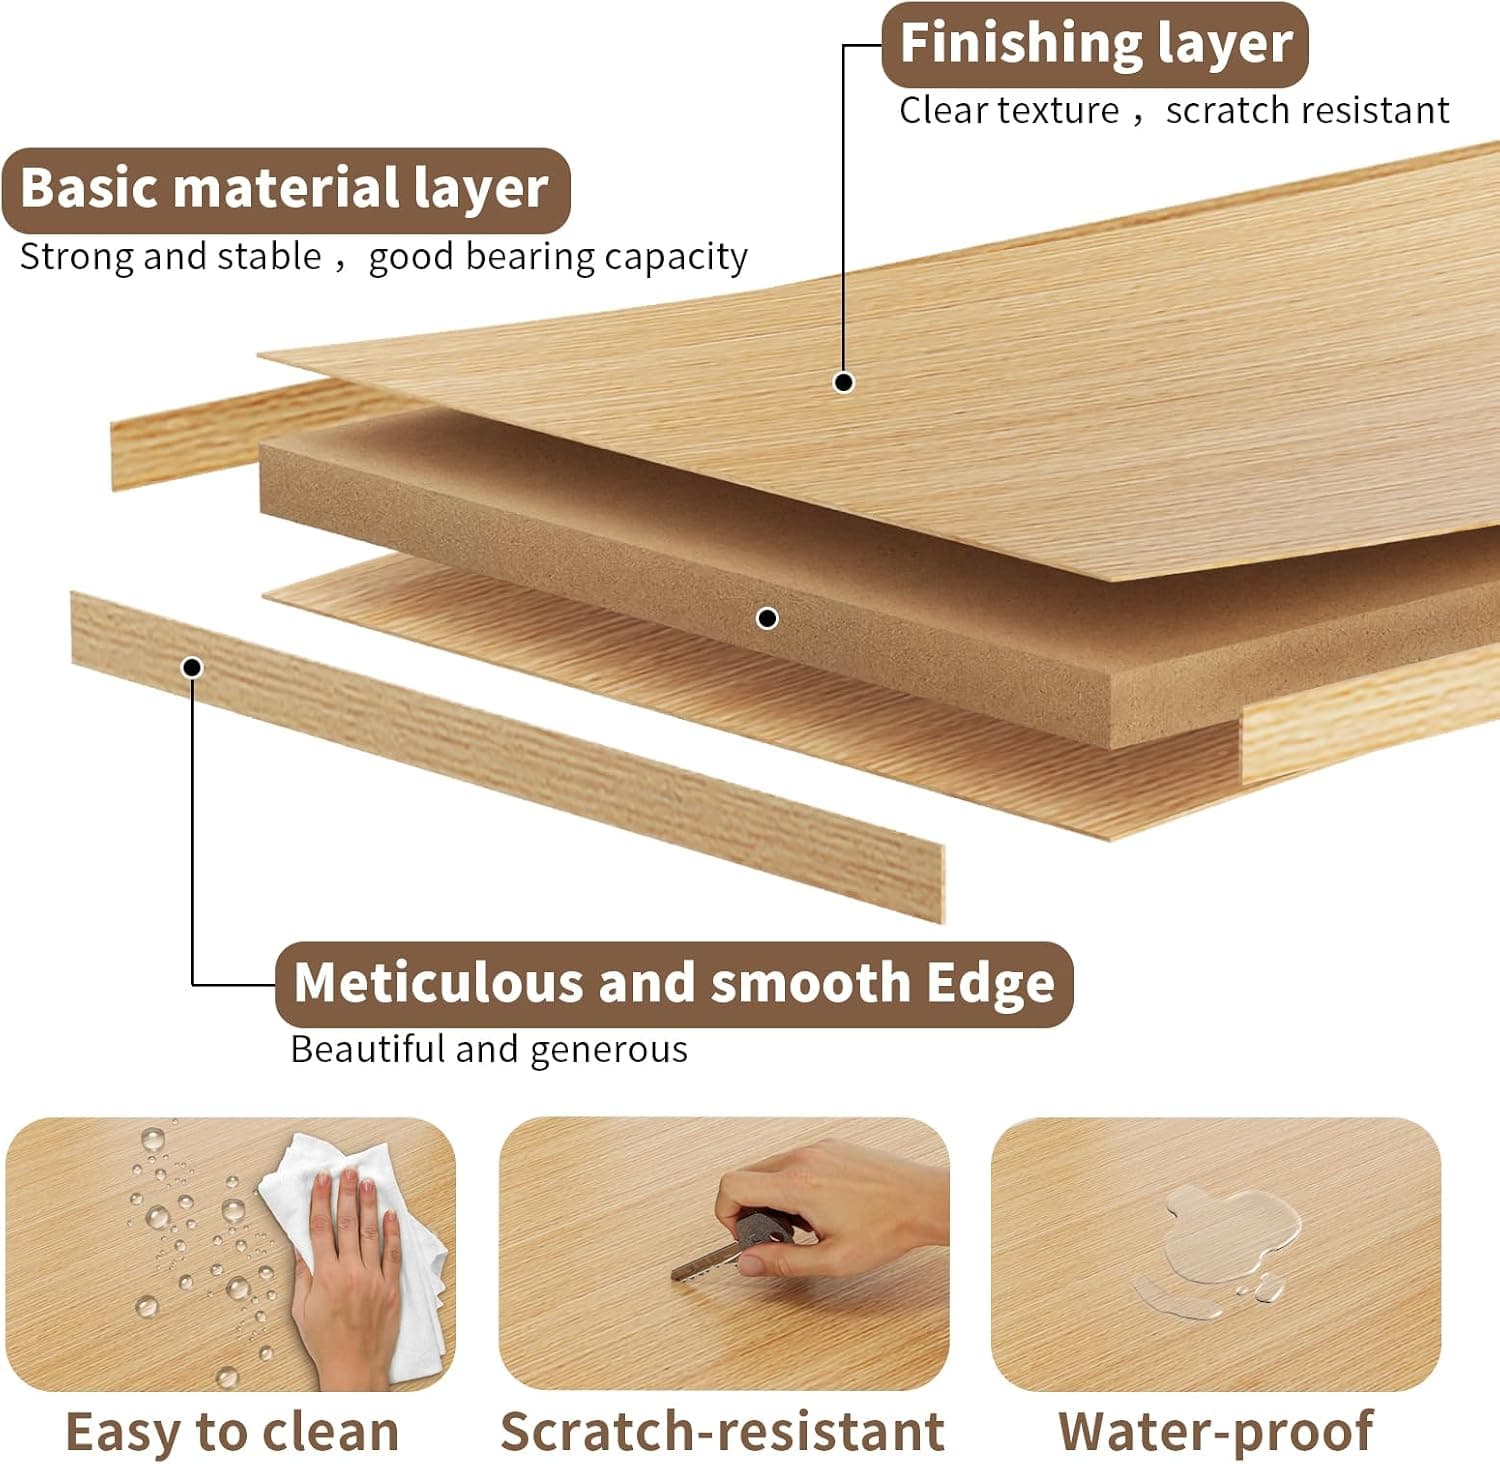 Finishing layer
Clear texture，scratch resistant
Basic material layer
Strong and stable，good bearing capacity
Meticulous and smooth Edge
Beautiful and generous
Easy to clean
Scratch-resistant
Water-proof